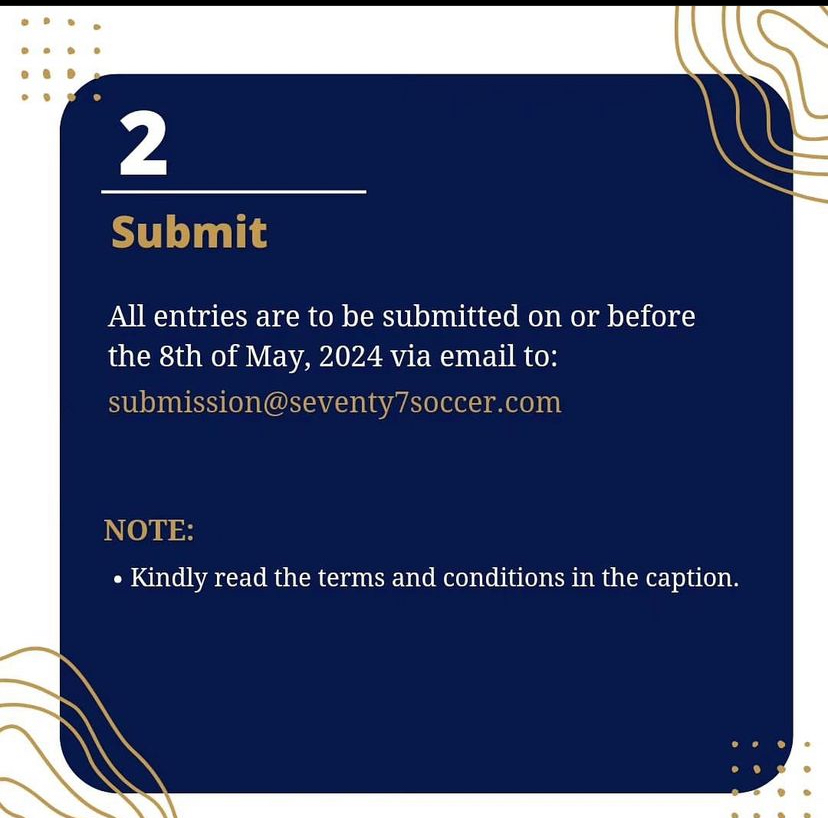 2
Submit
All entries are to be submitted on or before
the 8th of May, 2024 via email to:
submission@seventy7soccer.com
NOTE:
• Kindly read the terms and conditions in the caption.